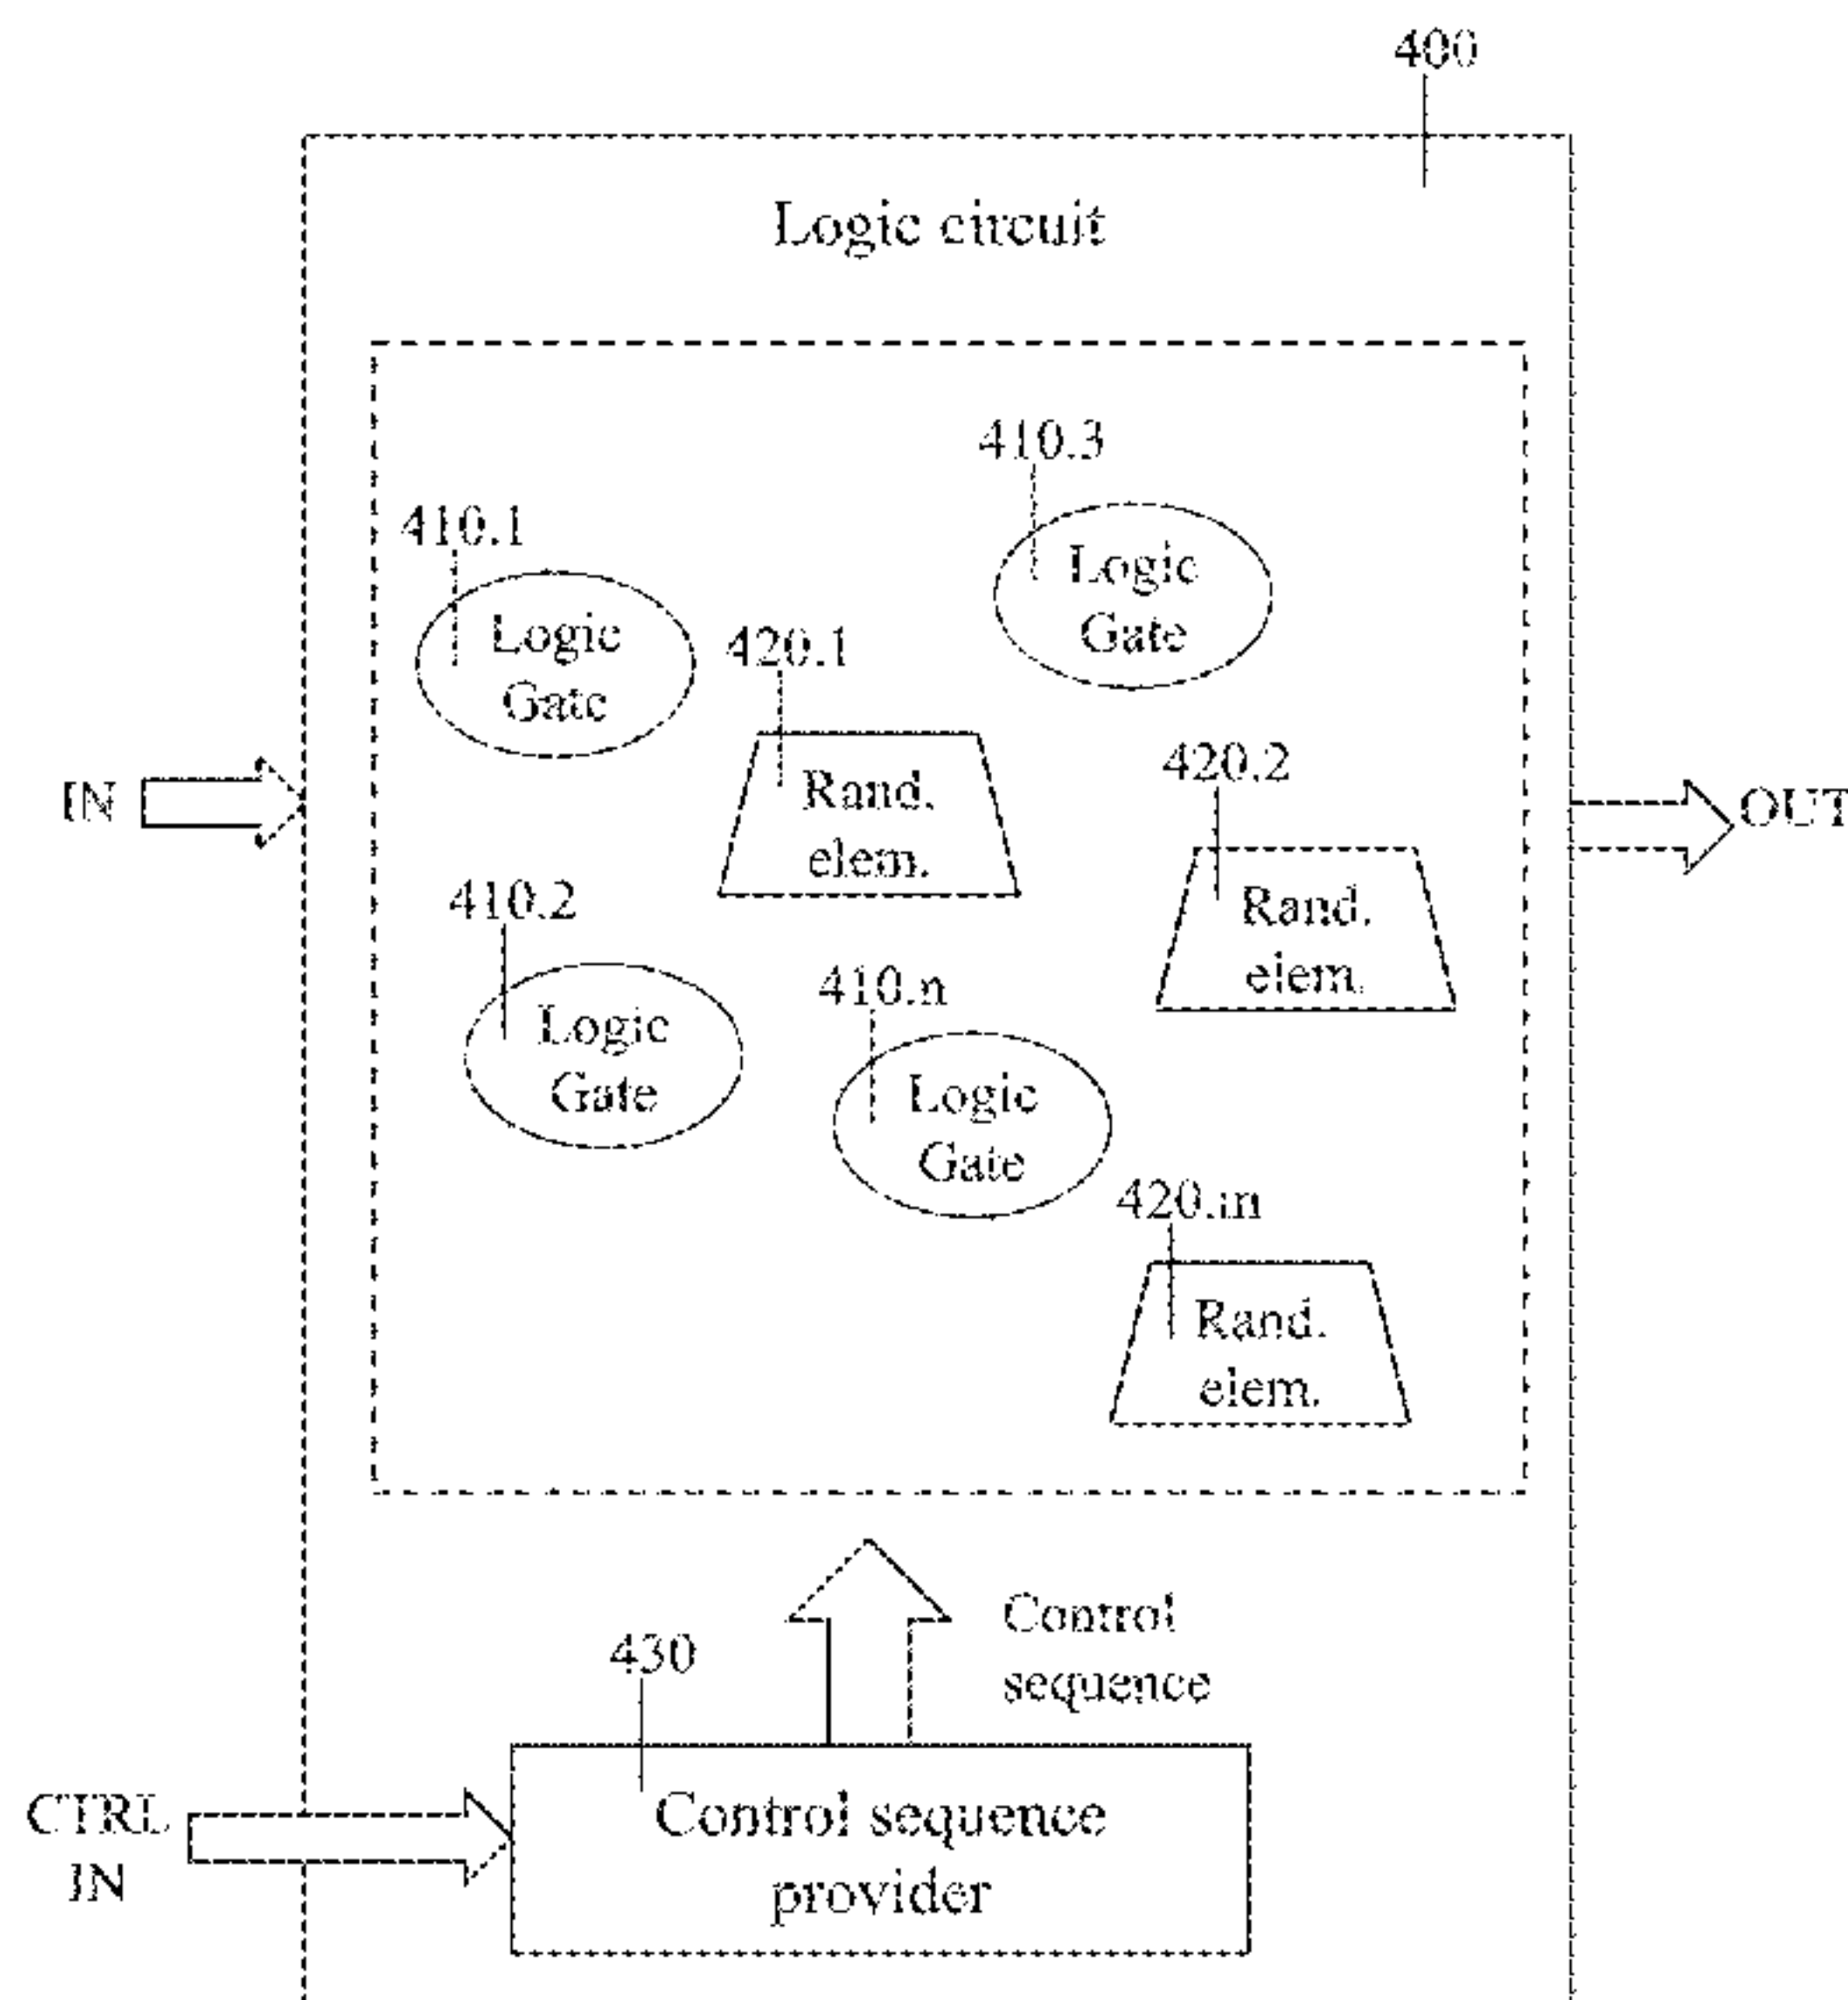 400
Logic circuit
410.3
Logic
Gate
410.1
Logic
Gate
420.1
Rand.
elem.
420.2
Rand.
elem.
IN
OUT
410.2
Logic
Gate
410.n
Logic
Gate
420.m
Rand.
elem.
Control
sequence
430
Control sequence
provider
CTRL
IN